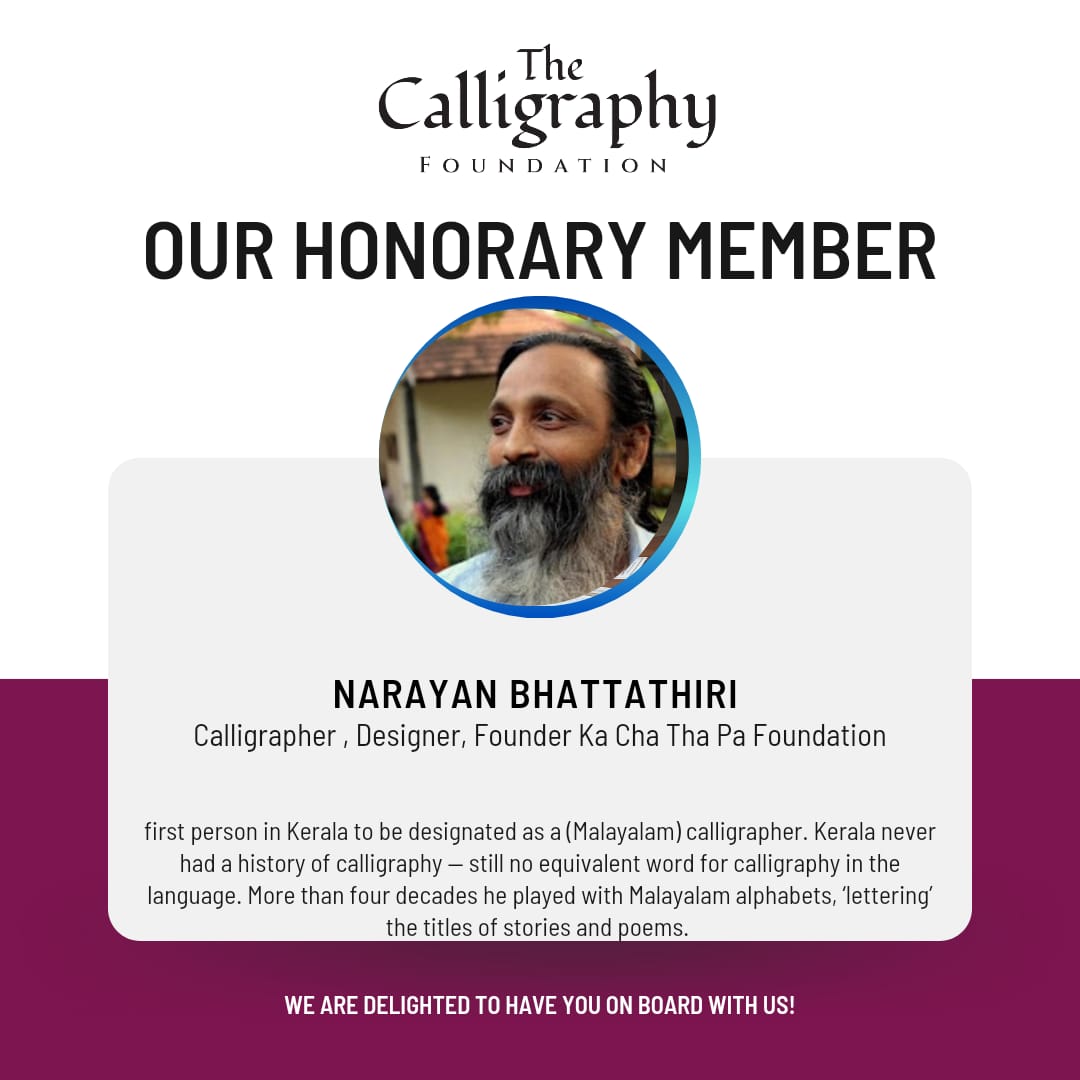 The
Calligraphy
FOUNDATION
OUR HONORARY MEMBER
NARAYAN BHATTATHIRI
Calligrapher , Designer, Founder Ka Cha Tha Pa Foundation
first person in Kerala to be designated as a (Malayalam) calligrapher. Kerala never
had a history of calligraphy — still no equivalent word for calligraphy in the
language. More than four decades he played with Malayalam alphabets, ‘lettering’
the titles of stories and poems.
WE ARE DELIGHTED TO HAVE YOU ON BOARD WITH US!